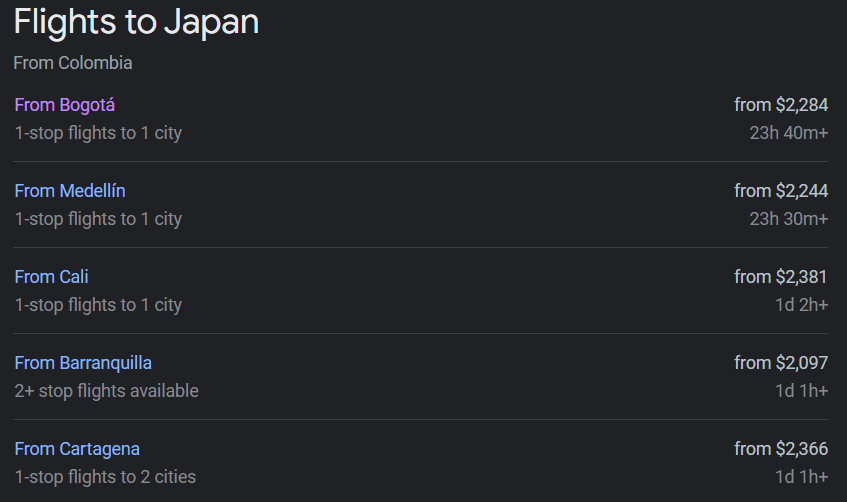 Flights to Japan
From Colombia
From Bogotá from $2,284
1-stop flights to 1 city 23h 40m+
From Medellín from $2,244
1-stop flights to 1 city 23h 30m+
From Cali from $2,381
1-stop flights to 1 city 1d 2h+
From Barranquilla from $2,097
2+ stop flights available 1d 1h+
From Cartagena from $2,366
1-stop flights to 2 cities 1d 1h+